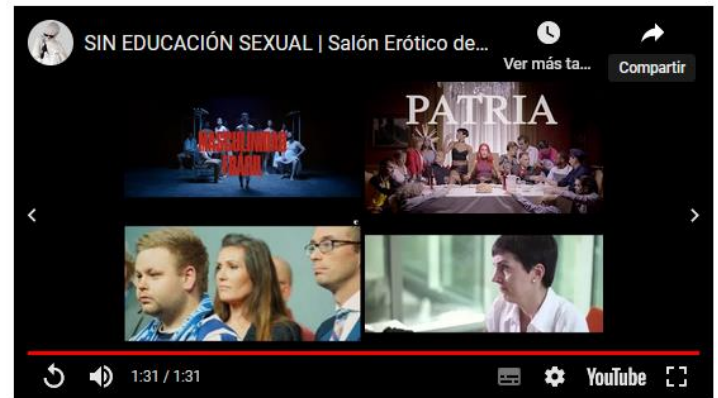 SIN EDUCACIÓN SEXUAL | Salón Erótico de...
Ver más ta...
Compartir
PATRIA
MASCULINIDAD
FRÁGIL
1:31 / 1:31
YouTube